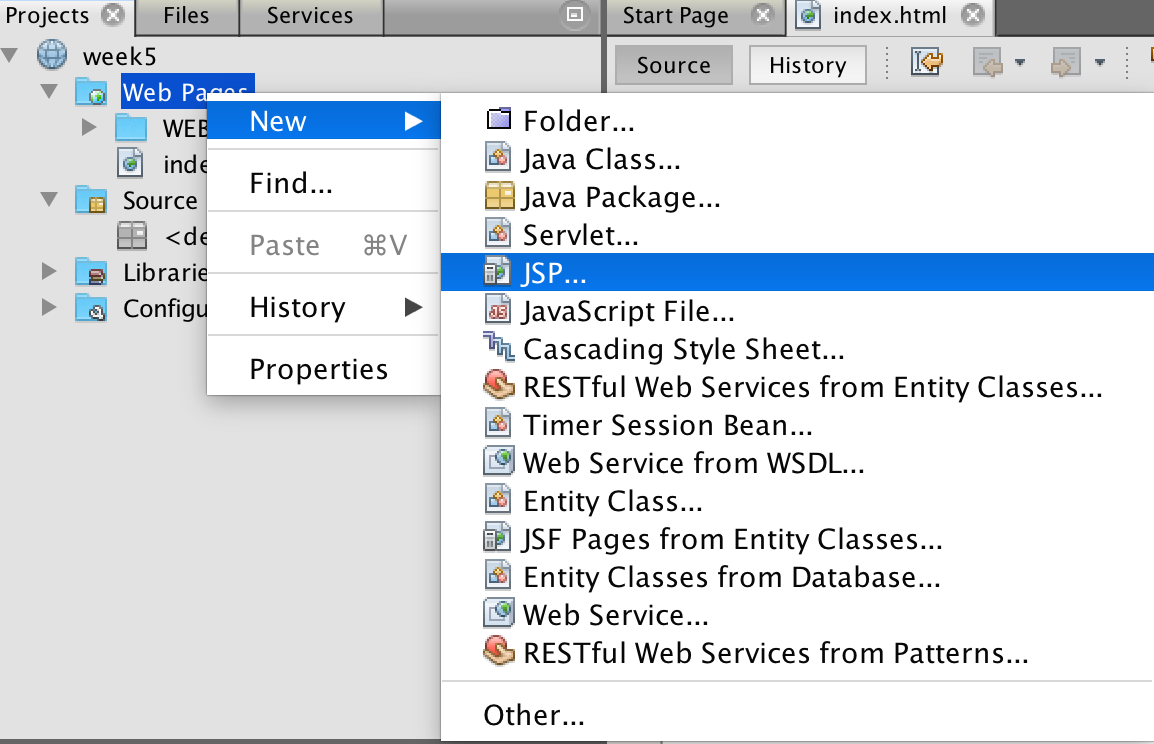 Projects Files Services Start Page index.html
week5 Source History
Web Pages
WEB
inde
Source
<de
Librarie
Configu
New
Find...
Paste ⌘V
History
Properties
Folder...
Java Class...
Java Package...
Servlet...
JSP...
JavaScript File...
Cascading Style Sheet...
RESTful Web Services from Entity Classes...
Timer Session Bean...
Web Service from WSDL...
Entity Class...
JSF Pages from Entity Classes...
Entity Classes from Database...
Web Service...
RESTful Web Services from Patterns...
Other...